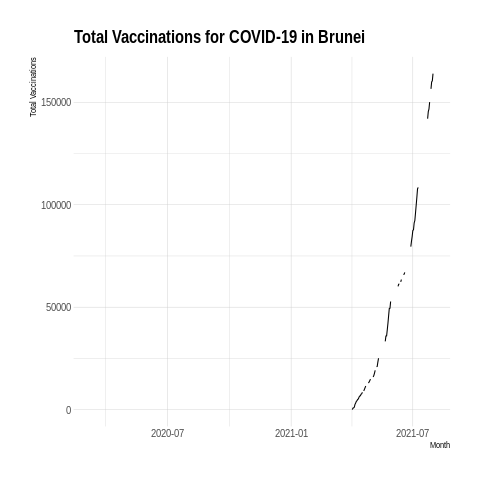 Total Vaccinations for COVID-19 in Brunei
Total Vaccinations
150000
100000
50000
0
2020-07
2021-01
2021-07
Month